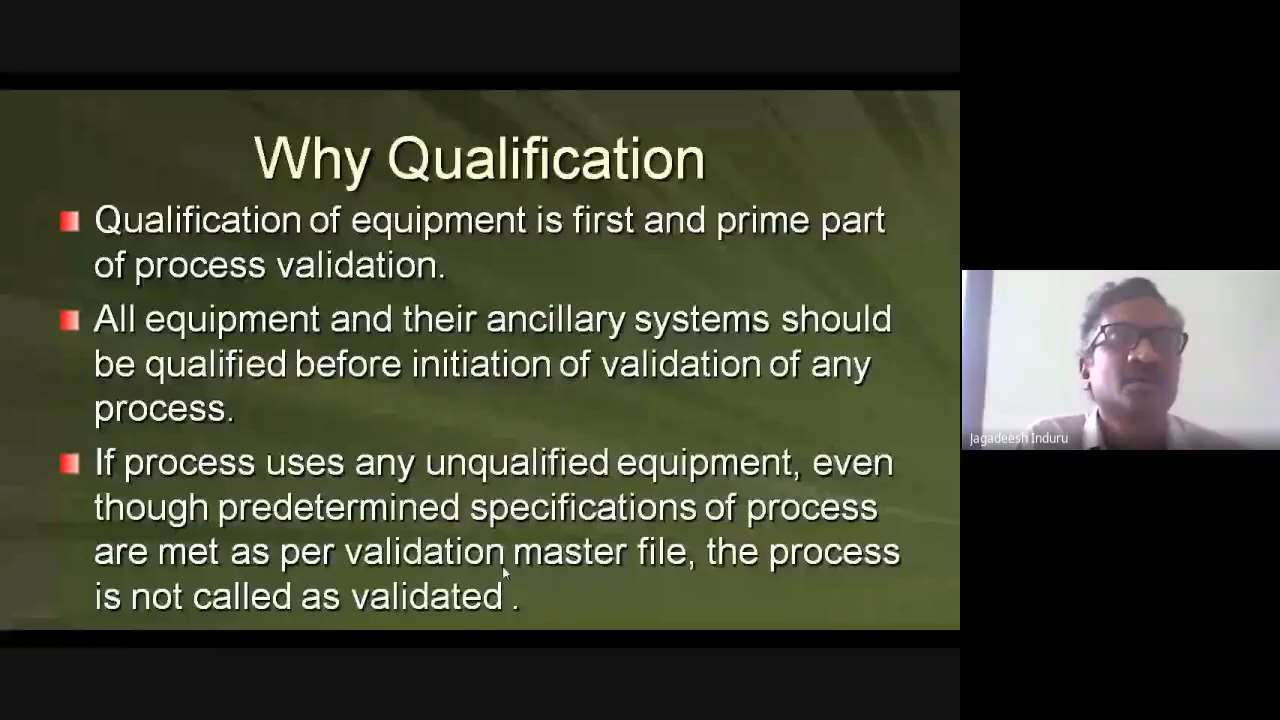 Why Qualification
Qualification of equipment is first and prime part
of process validation.
All equipment and their ancillary systems should
be qualified before initiation of validation of any
process.
If process uses any unqualified equipment, even
though predetermined specifications of process
are met as per validation master file, the process
is not called as validated .
Jagadeesh Induru